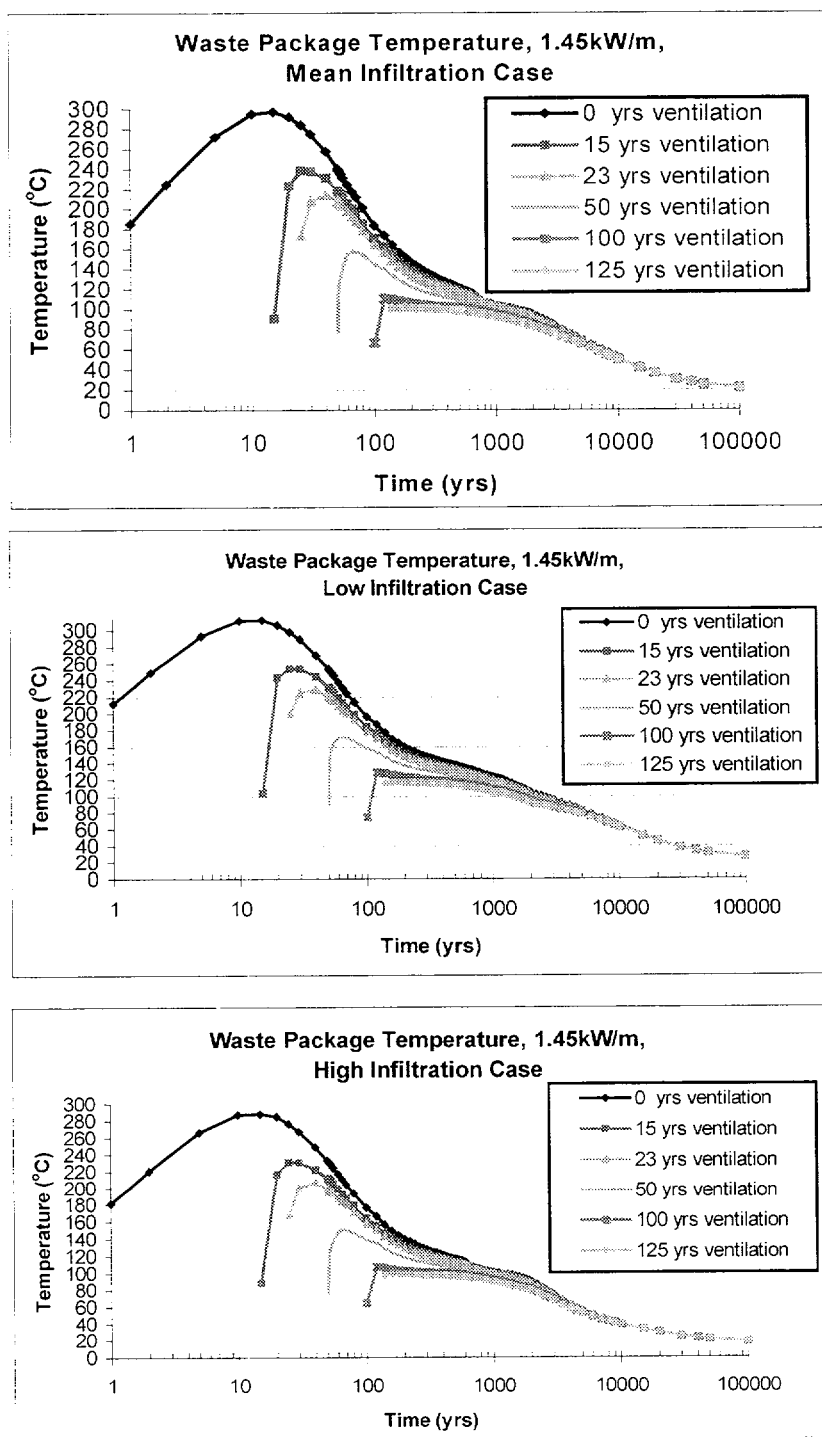 Waste Package Temperature, 1.45kW/m,
Mean Infiltration Case
Temperature (°C)
300
280
260
240
220
200
180
160
140
120
100
80
60
40
20
0
1
10
100
1000
10000
100000
Time (yrs)
0 yrs ventilation
15 yrs ventilation
23 yrs ventilation
50 yrs ventilation
100 yrs ventilation
125 yrs ventilation
Waste Package Temperature, 1.45kW/m,
Low Infiltration Case
Temperature (°C)
300
280
260
240
220
200
180
160
140
120
100
80
60
40
20
0
1
10
100
1000
10000
100000
Time (yrs)
0 yrs ventilation
15 yrs ventilation
23 yrs ventilation
50 yrs ventilation
100 yrs ventilation
125 yrs ventilation
Waste Package Temperature, 1.45kW/m,
High Infiltration Case
Temperature (°C)
300
280
260
240
220
200
180
160
140
120
100
80
60
40
20
0
1
10
100
1000
10000
100000
Time (yrs)
0 yrs ventilation
15 yrs ventilation
23 yrs ventilation
50 yrs ventilation
100 yrs ventilation
125 yrs ventilation